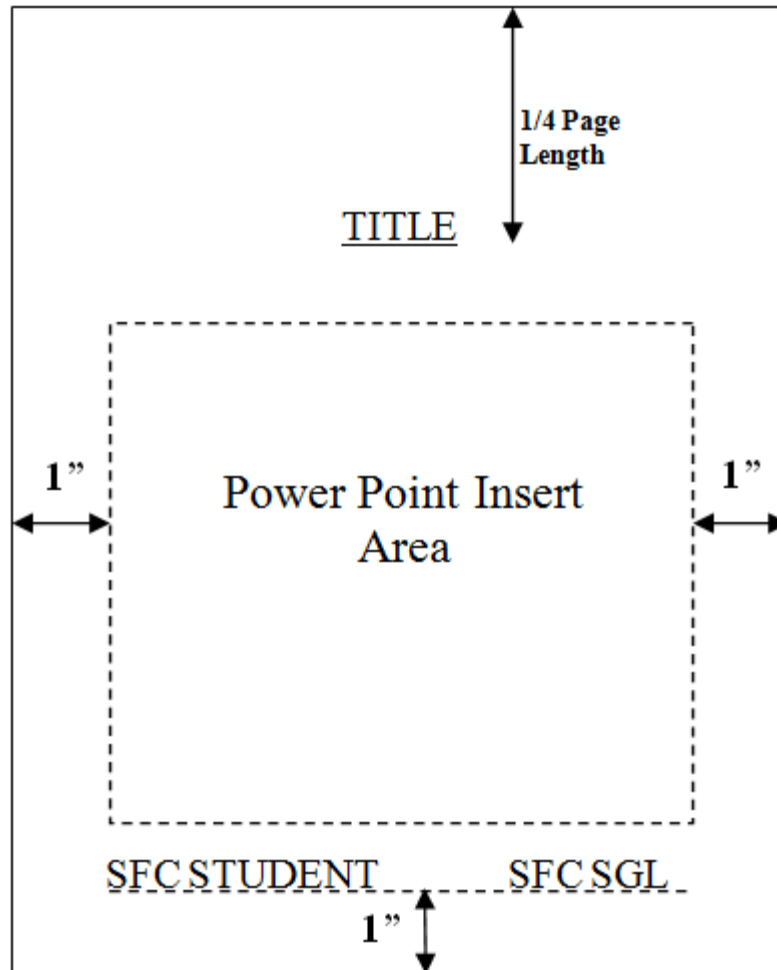 1/4 Page
Length
TITLE
1”
1”
Power Point Insert
Area
SFC STUDENT
SFC SGL
1”